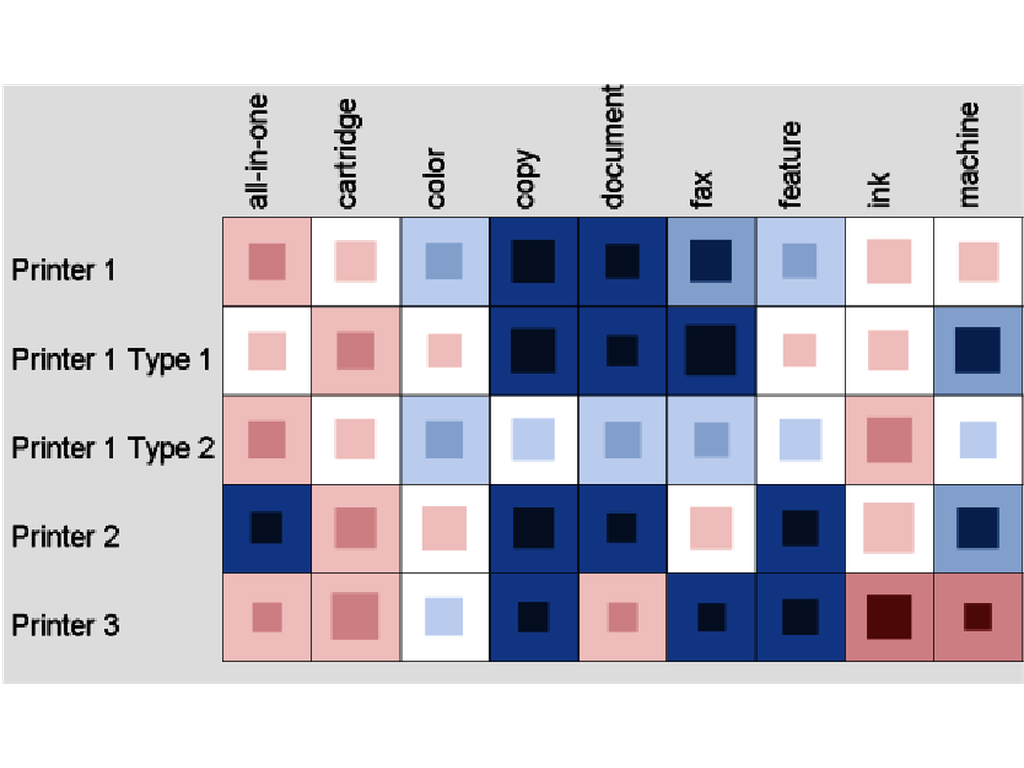 all-in-one
cartridge
color
copy
document
fax
feature
ink
machine
Printer 1
Printer 1 Type 1
Printer 1 Type 2
Printer 2
Printer 3